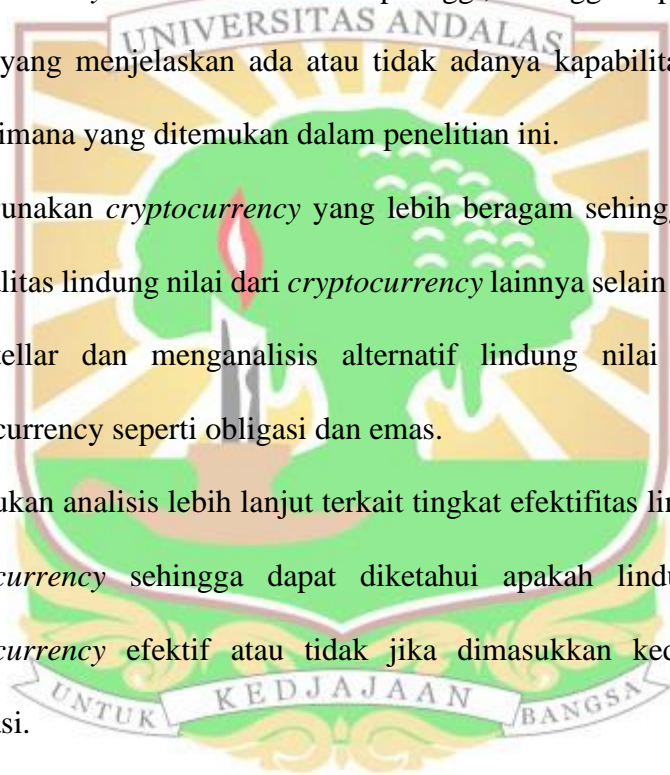 UNIVERSITAS ANDALAS
yang menjelaskan ada atau tidak adanya kapabilita
imana yang ditemukan dalam penelitian ini.
unakan cryptocurrency yang lebih beragam sehing
litas lindung nilai dari cryptocurrency lainnya selain
tellar dan menganalisis alternatif lindung nilai
currency seperti obligasi dan emas.
ukan analisis lebih lanjut terkait tingkat efektifitas li
currency sehingga dapat diketahui apakah lindu
currency efektif atau tidak jika dimasukkan ked
si.
UNTUK KEDJAJAAN BANGSA